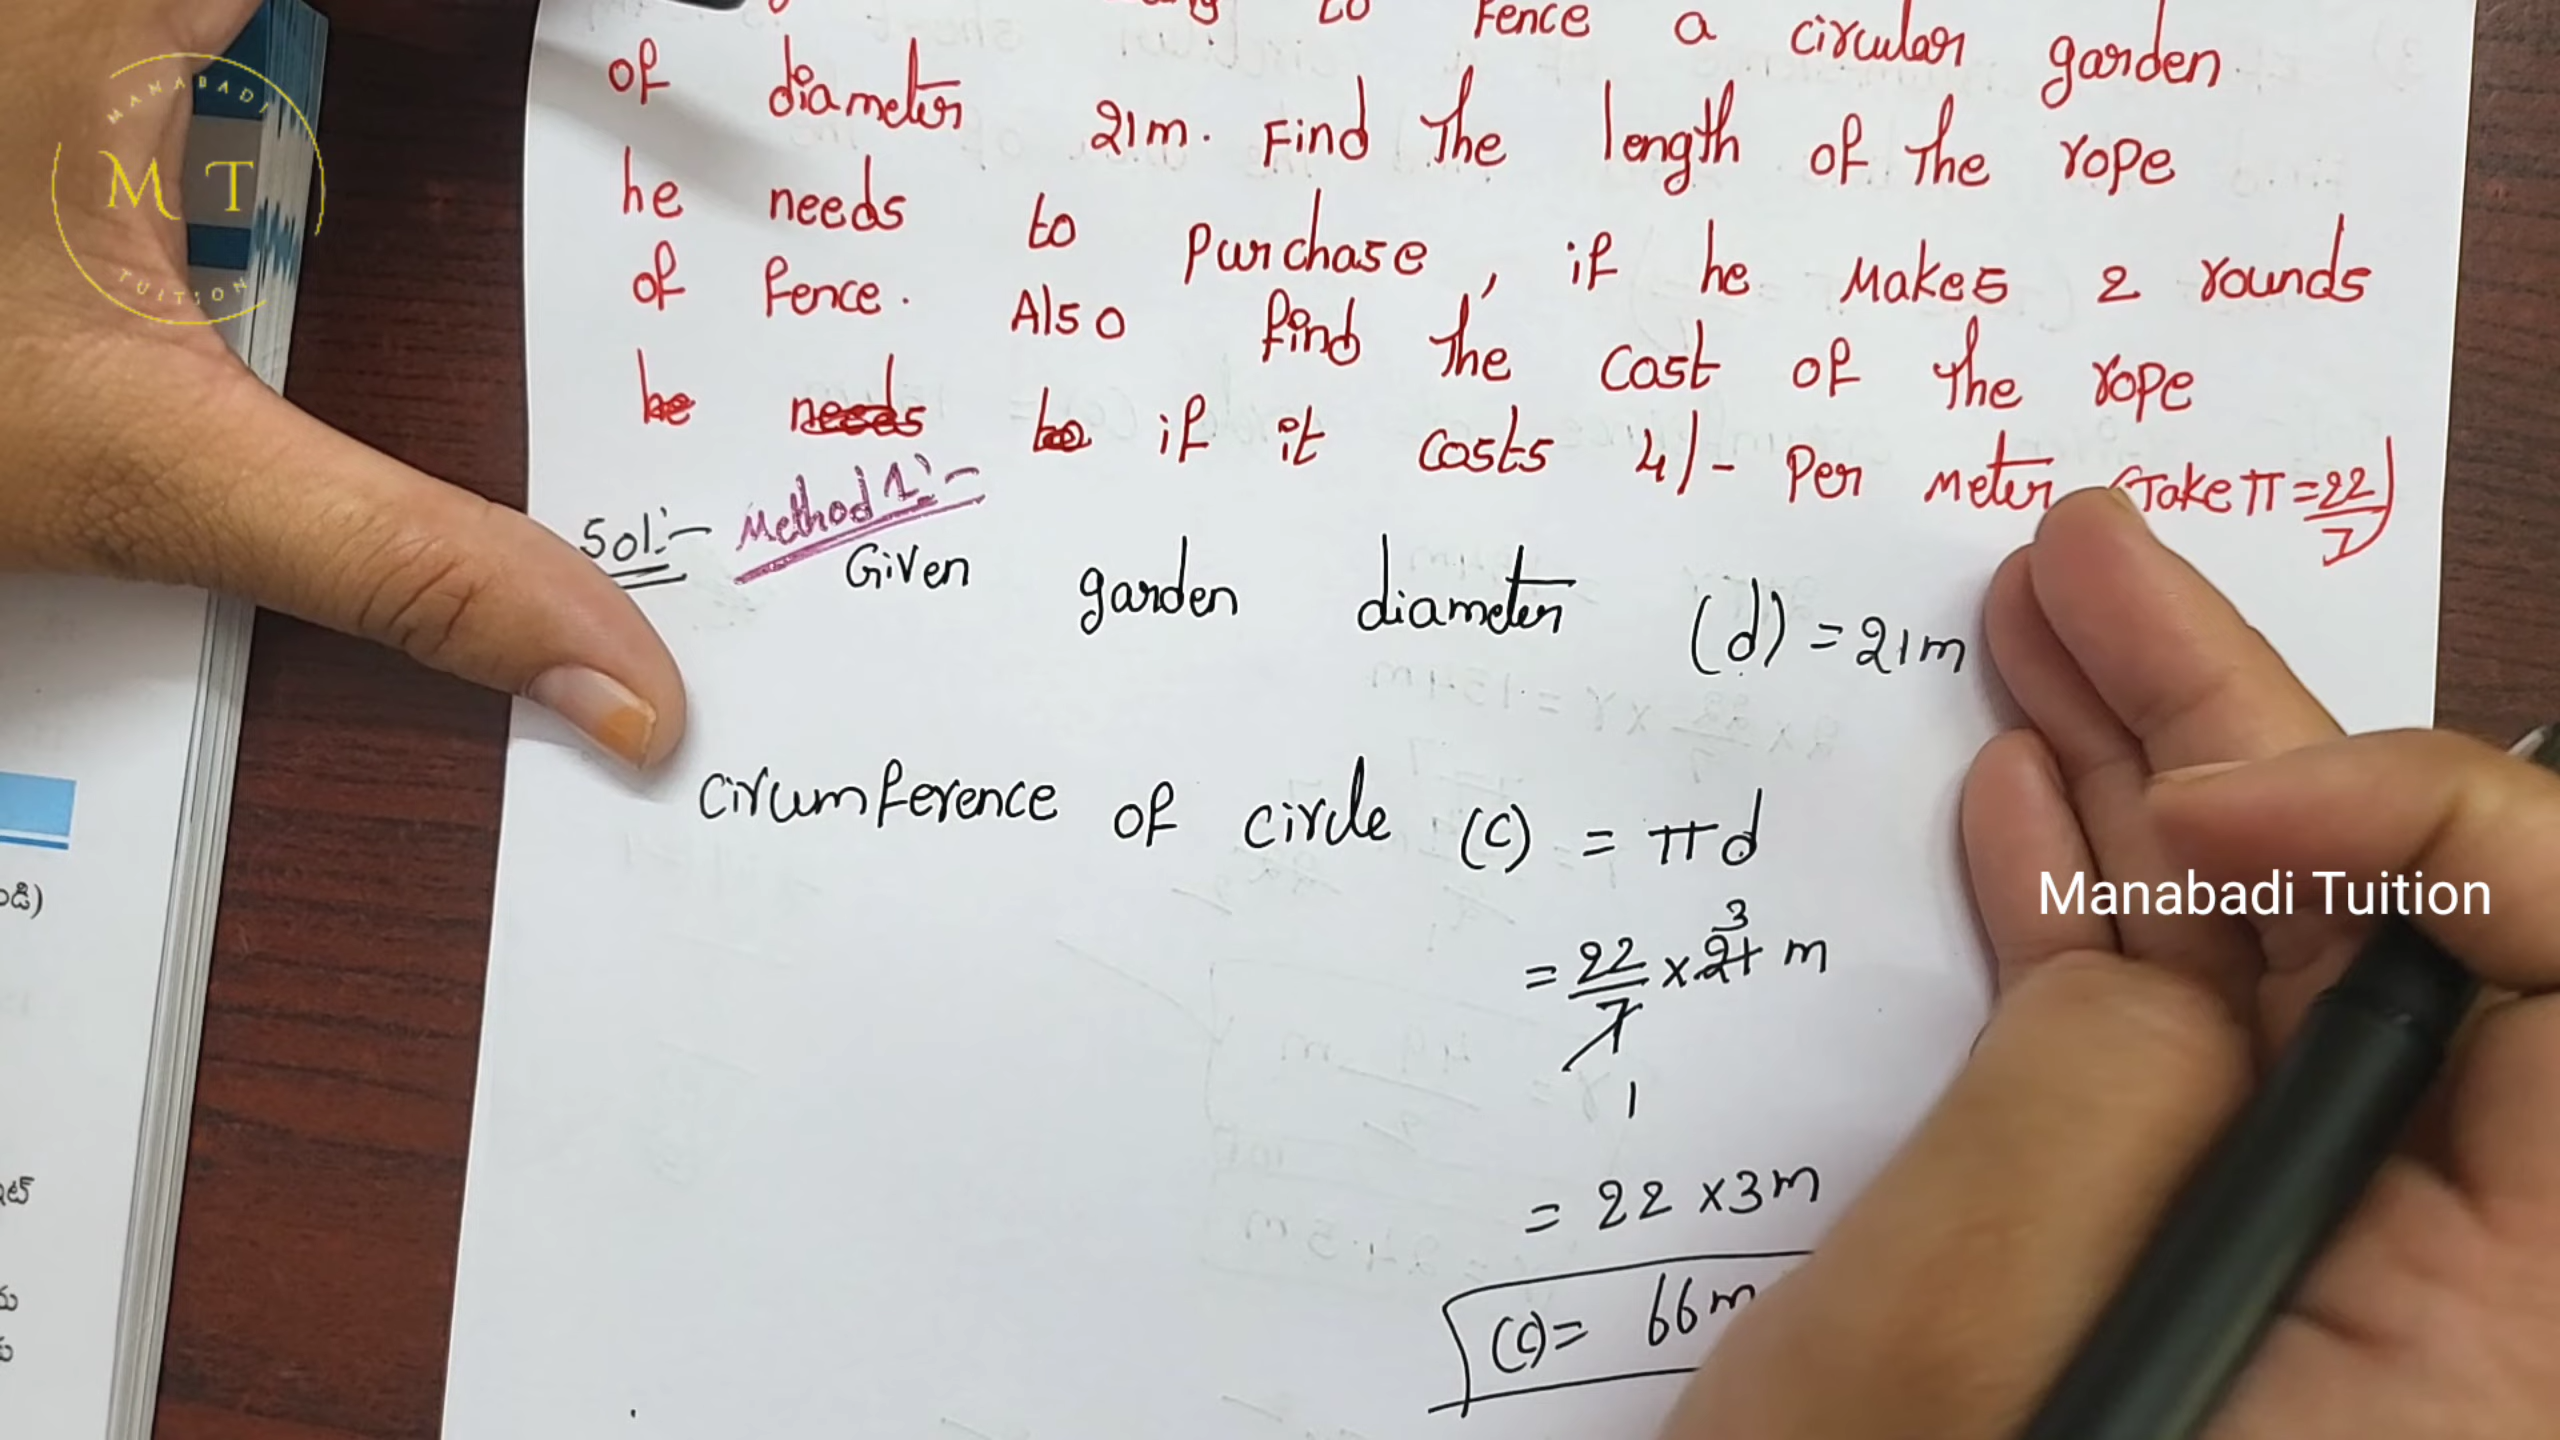 to fence a circular garden
of diameter 21m. Find The length of The rope
he needs to purchase, if he makes 2 rounds
of fence. Also find The cost of The rope
he needs to if it costs 4/- Per meter (Take π = 22/7)
Sol:- Method 1:-
Given garden diameter (d) = 21m
circumference of circle (c) = πd
= 22/7 × 21 m
3
1
= 22 × 3m
(c) = 66m
MANABADI
M T
TUITION
Manabadi Tuition